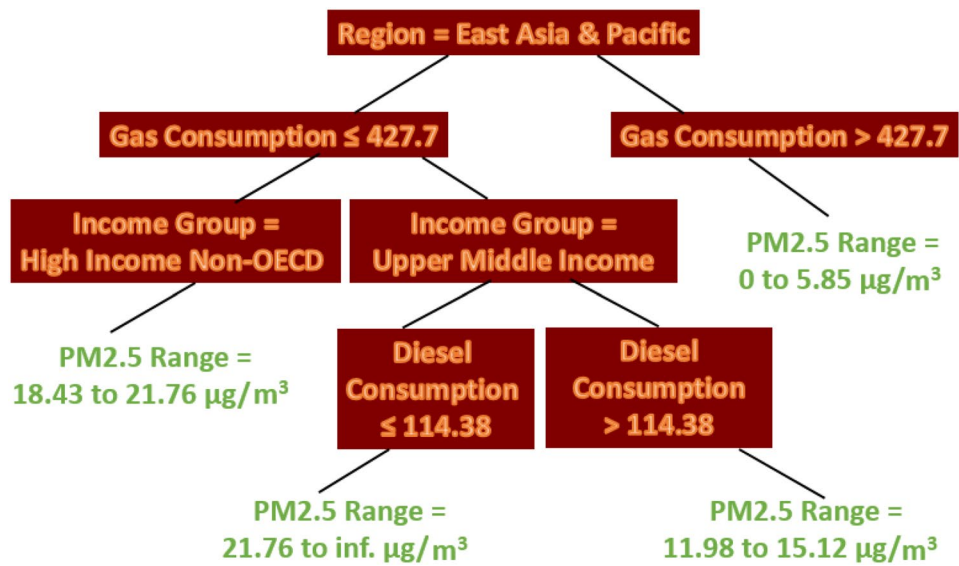 Region = East Asia & Pacific
Gas Consumption ≤ 427.7
Gas Consumption > 427.7
Income Group =
High Income Non-OECD
Income Group =
Upper Middle Income
PM2.5 Range =
0 to 5.85 µg/m³
PM2.5 Range =
18.43 to 21.76 µg/m³
Diesel
Consumption
≤ 114.38
Diesel
Consumption
> 114.38
PM2.5 Range =
21.76 to inf. µg/m³
PM2.5 Range =
11.98 to 15.12 µg/m³